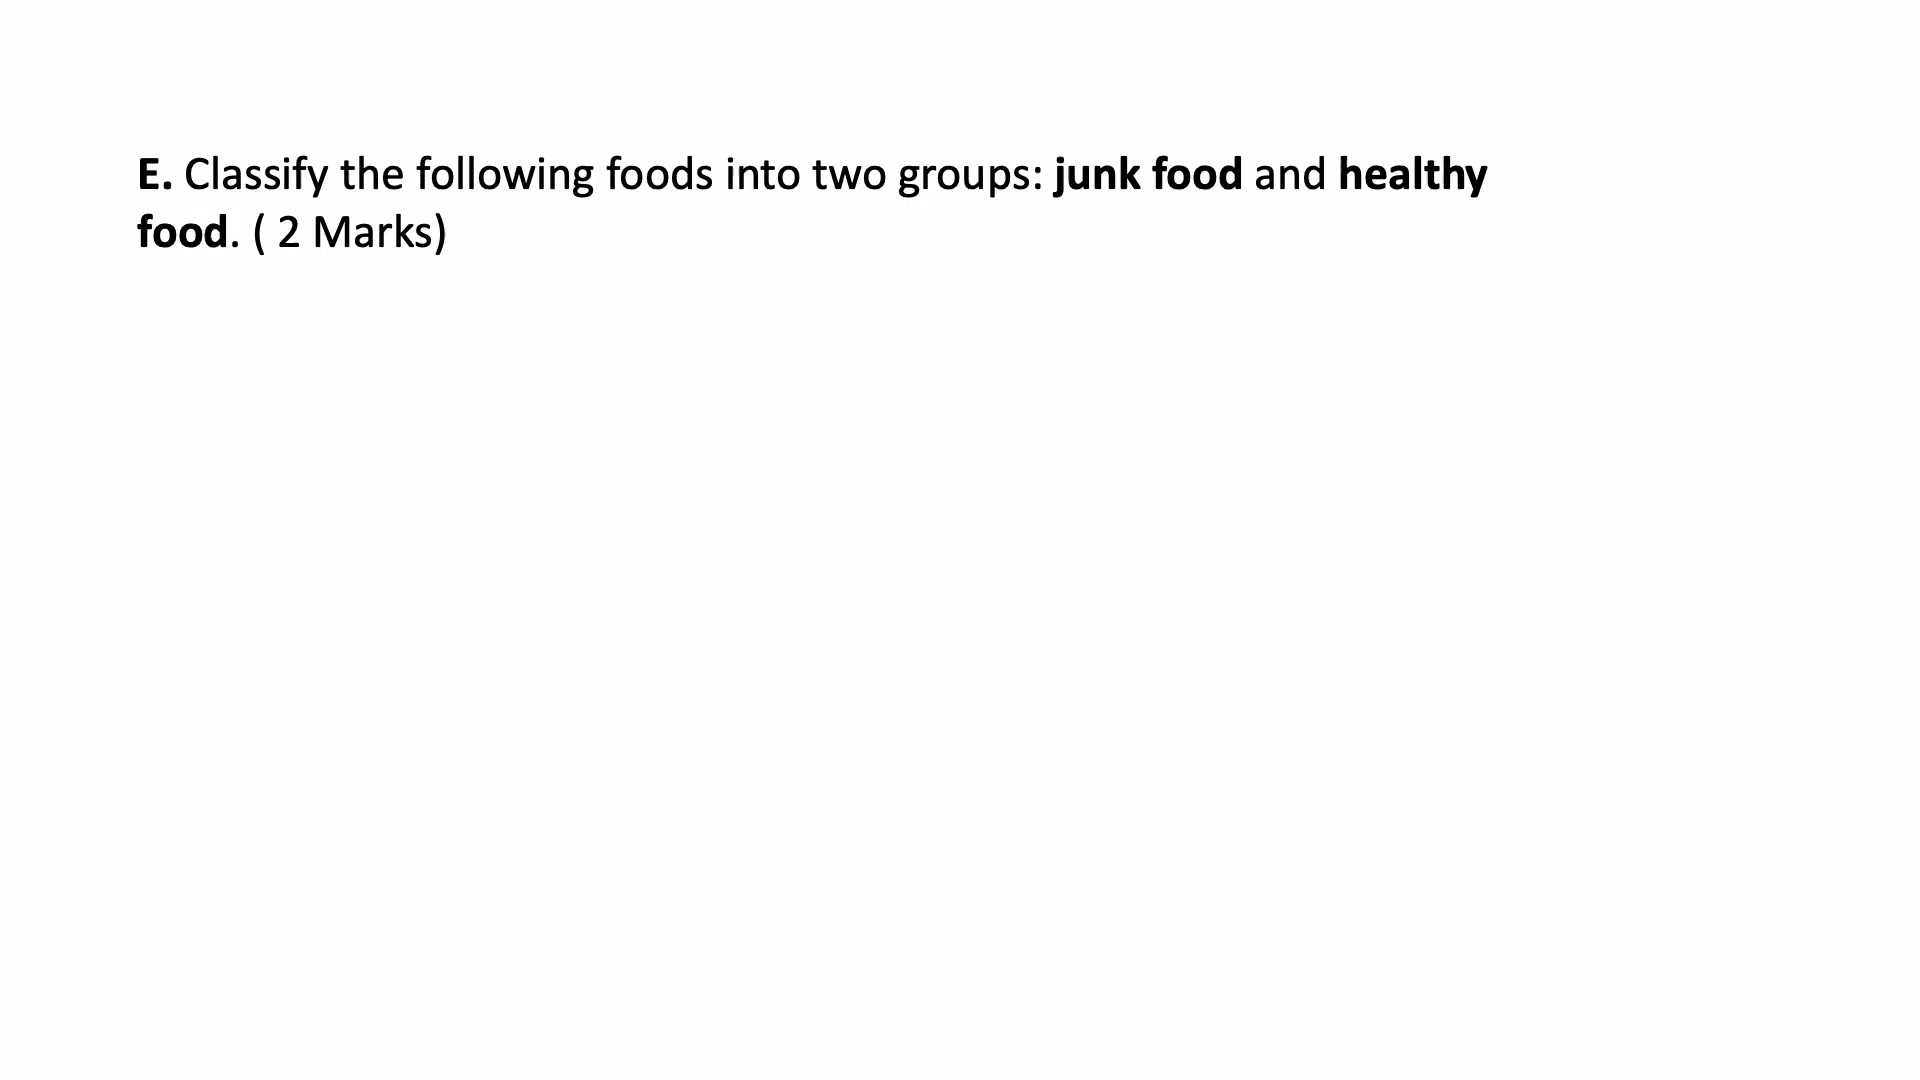 E. Classify the following foods into two groups: junk food and healthy
food. ( 2 Marks)